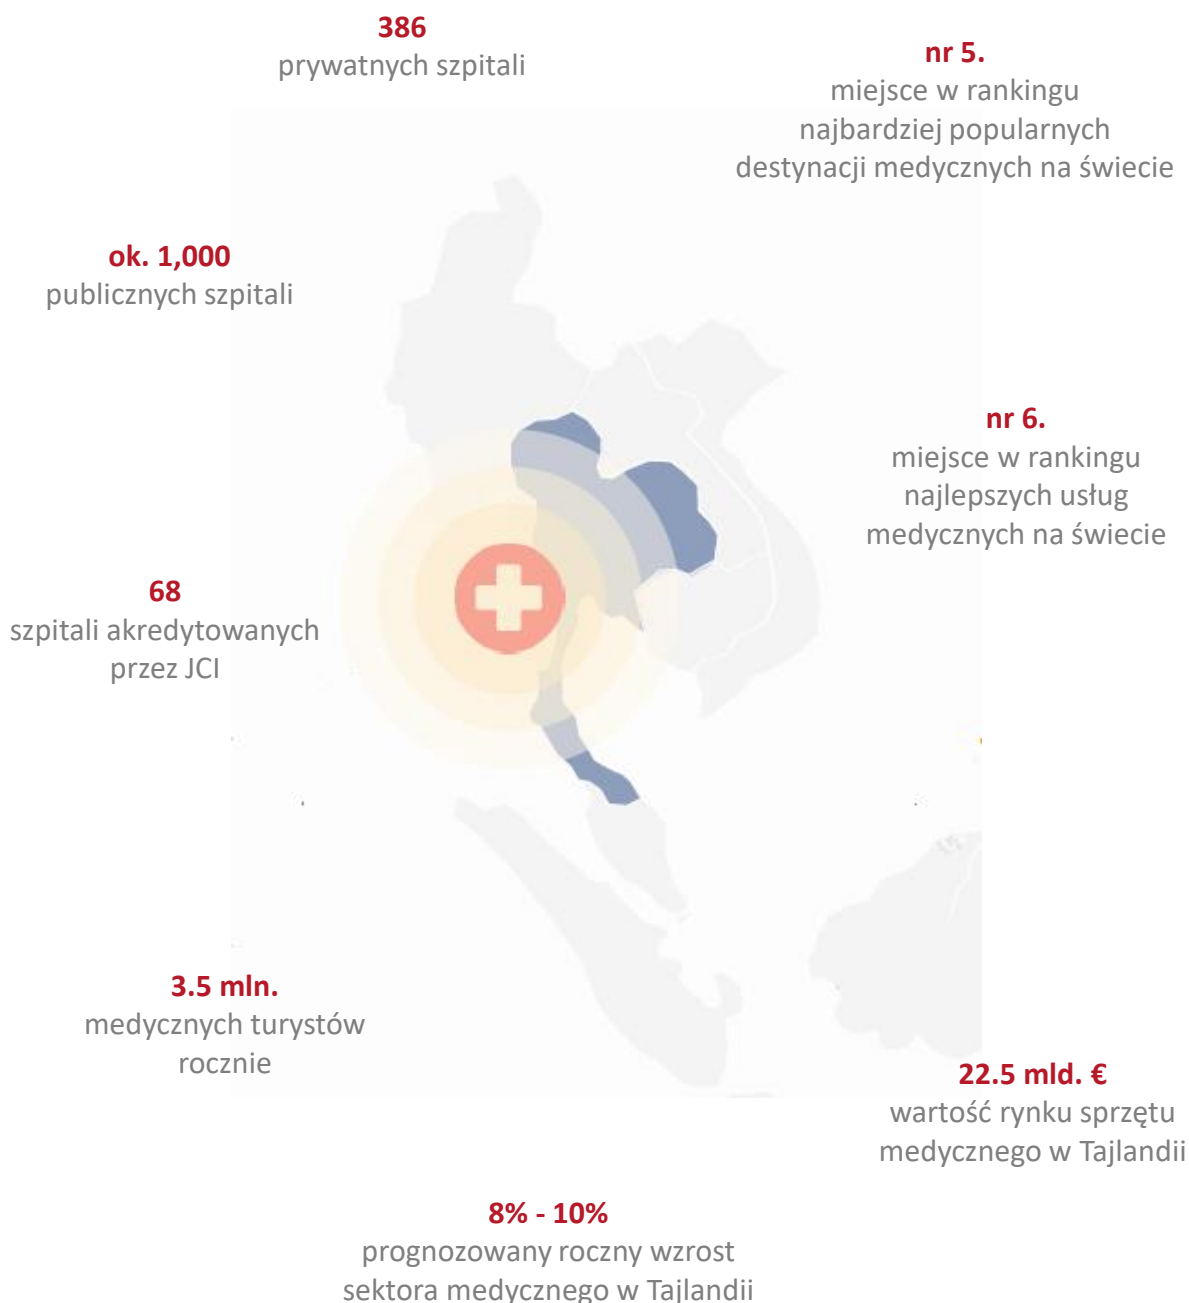 386
prywatnych szpitali
nr 5.
miejsce w rankingu
najbardziej popularnych
destynacji medycznych na świecie
ok. 1,000
publicznych szpitali
nr 6.
miejsce w rankingu
najlepszych usług
medycznych na świecie
68
szpitali akredytowanych
przez JCI
3.5 mln.
medycznych turystów
rocznie
22.5 mld. €
wartość rynku sprzętu
medycznego w Tajlandii
8% - 10%
prognozowany roczny wzrost
sektora medycznego w Tajlandii